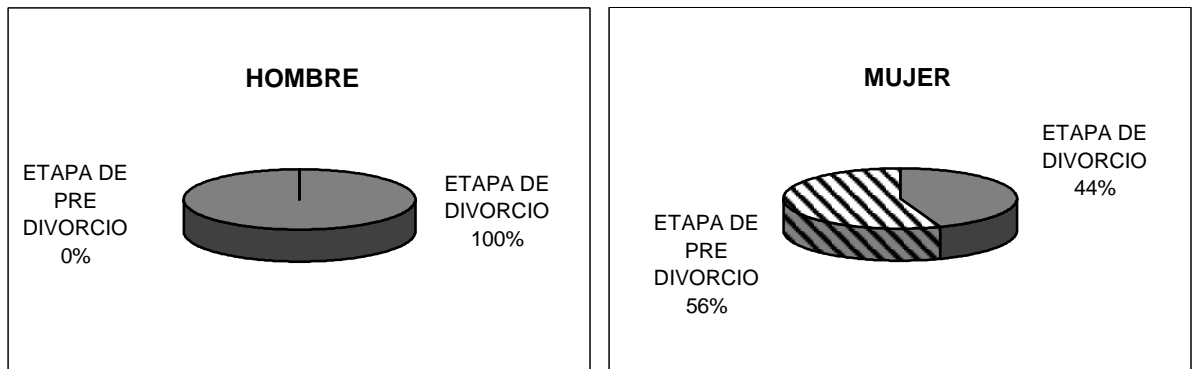 HOMBRE
ETAPA DE
PRE
DIVORCIO
0%
ETAPA DE
DIVORCIO
100%
MUJER
ETAPA DE
DIVORCIO
44%
ETAPA DE
PRE
DIVORCIO
56%